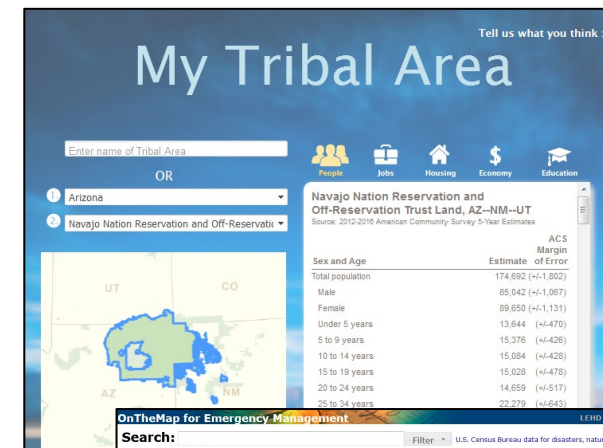 Tell us what you think
My Tribal Area
Enter name of Tribal Area
OR
1 Arizona
2 Navajo Nation Reservation and Off-Reservatic
People Jobs Housing Economy Education
Navajo Nation Reservation and
Off-Reservation Trust Land, AZ--NM--UT
Source: 2012-2016 American Community Survey 5-Year Estimates
ACS
Margin
Sex and Age Estimate of Error
Total population 174,692 (+/-1,802)
Male 85,042 (+/-1,067)
Female 89,650 (+/-1,131)
Under 5 years 13,644 (+/-470)
5 to 9 years 15,376 (+/-426)
10 to 14 years 15,084 (+/-428)
15 to 19 years 15,028 (+/-478)
20 to 24 years 14,659 (+/-517)
25 to 34 years 22,279 (+/-643)
UT CO
AZ NM
OnTheMap for Emergency Management LEHD
Search: Filter U.S. Census Bureau data for disasters, natu